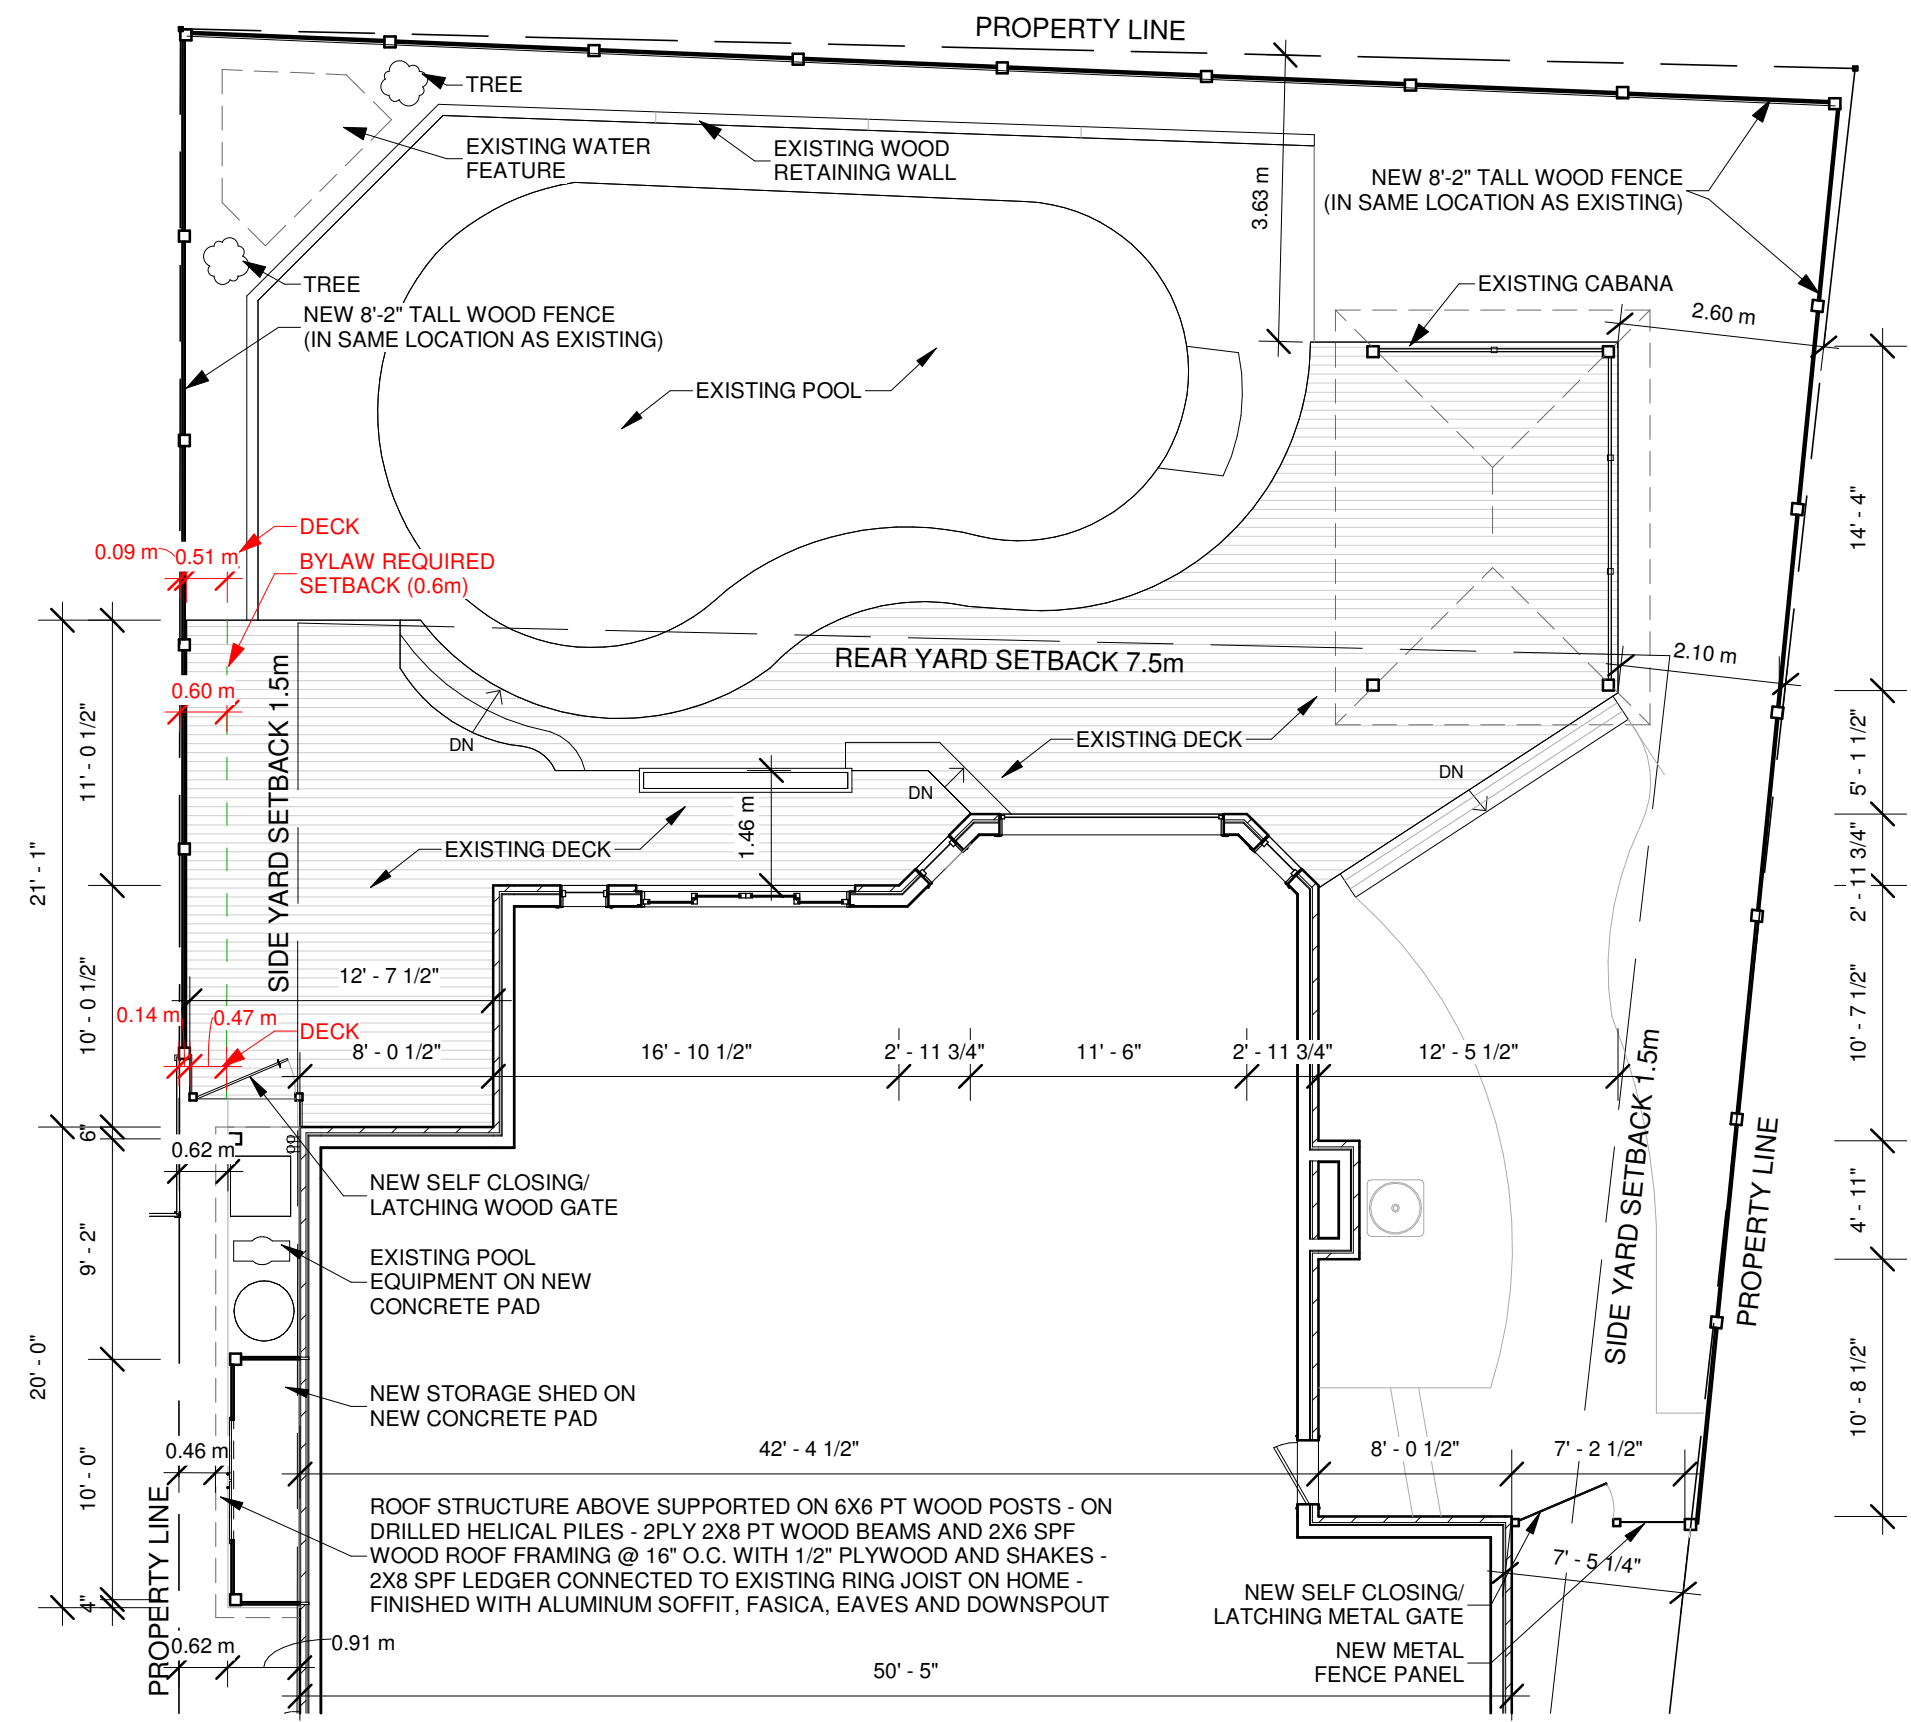 PROPERTY LINE
TREE
EXISTING WATER
FEATURE
EXISTING WOOD
RETAINING WALL
NEW 8'-2" TALL WOOD FENCE
(IN SAME LOCATION AS EXISTING)
3.63 m
TREE
NEW 8'-2" TALL WOOD FENCE
(IN SAME LOCATION AS EXISTING)
EXISTING CABANA
2.60 m
EXISTING POOL
14' - 4"
DECK
0.09 m
0.51 m
BYLAW REQUIRED
SETBACK (0.6m)
REAR YARD SETBACK 7.5m
2.10 m
0.60 m
SIDE YARD SETBACK 1.5m
11' - 0 1/2"
DN
EXISTING DECK
DN
DN
5' - 1 1/2"
1.46 m
EXISTING DECK
21' - 1"
2' - 11 3/4"
12' - 7 1/2"
10' - 0 1/2"
0.14 m
0.47 m
DECK
8' - 0 1/2"
16' - 10 1/2"
2' - 11 3/4"
11' - 6"
2' - 11 3/4"
12' - 5 1/2"
10' - 7 1/2"
6"
0.62 m
NEW SELF CLOSING/
LATCHING WOOD GATE
SIDE YARD SETBACK 1.5m
PROPERTY LINE
4' - 11"
9' - 2"
EXISTING POOL
EQUIPMENT ON NEW
CONCRETE PAD
20' - 0"
NEW STORAGE SHED ON
NEW CONCRETE PAD
10' - 8 1/2"
0.46 m
42' - 4 1/2"
8' - 0 1/2"
7' - 2 1/2"
10' - 0"
ROOF STRUCTURE ABOVE SUPPORTED ON 6X6 PT WOOD POSTS - ON
DRILLED HELICAL PILES - 2PLY 2X8 PT WOOD BEAMS AND 2X6 SPF
WOOD ROOF FRAMING @ 16" O.C. WITH 1/2" PLYWOOD AND SHAKES -
2X8 SPF LEDGER CONNECTED TO EXISTING RING JOIST ON HOME -
FINISHED WITH ALUMINUM SOFFIT, FASICA, EAVES AND DOWNSPOUT
7' - 5 1/4"
NEW SELF CLOSING/
LATCHING METAL GATE
4"
PROPERTY LINE
0.62 m
0.91 m
NEW METAL
FENCE PANEL
50' - 5"